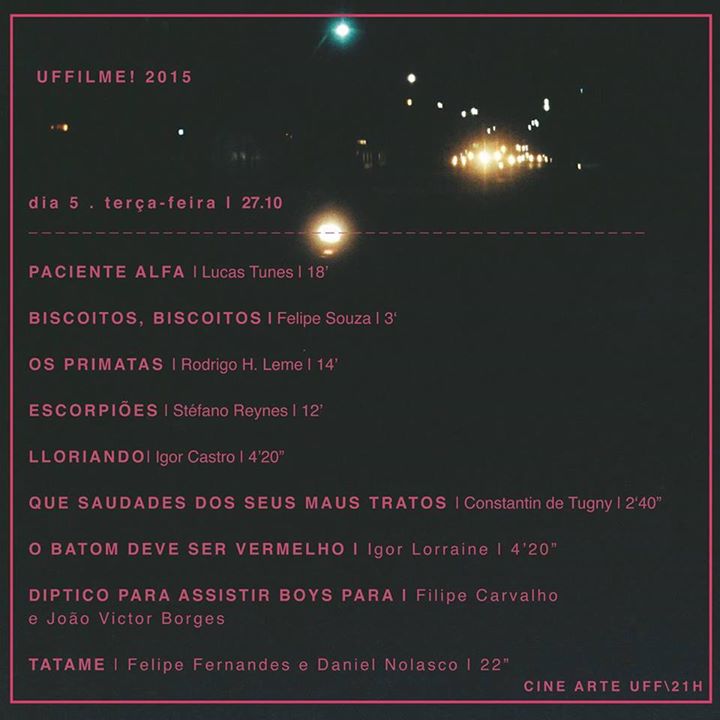 UFFILME! 2015
dia 5 . terça-feira | 27.10
PACIENTE ALFA | Lucas Tunes | 18’
BISCOITOS, BISCOITOS | Felipe Souza | 3‘
OS PRIMATAS | Rodrigo H. Leme | 14’
ESCORPIÕES | Stéfano Reynes | 12’
LLORIANDO| Igor Castro | 4’20”
QUE SAUDADES DOS SEUS MAUS TRATOS | Constantin de Tugny | 2‘40”
O BATOM DEVE SER VERMELHO | Igor Lorraine | 4’20”
DIPTICO PARA ASSISTIR BOYS PARA | Filipe Carvalho
e João Victor Borges
TATAME | Felipe Fernandes e Daniel Nolasco | 22”
CINE ARTE UFF\21H